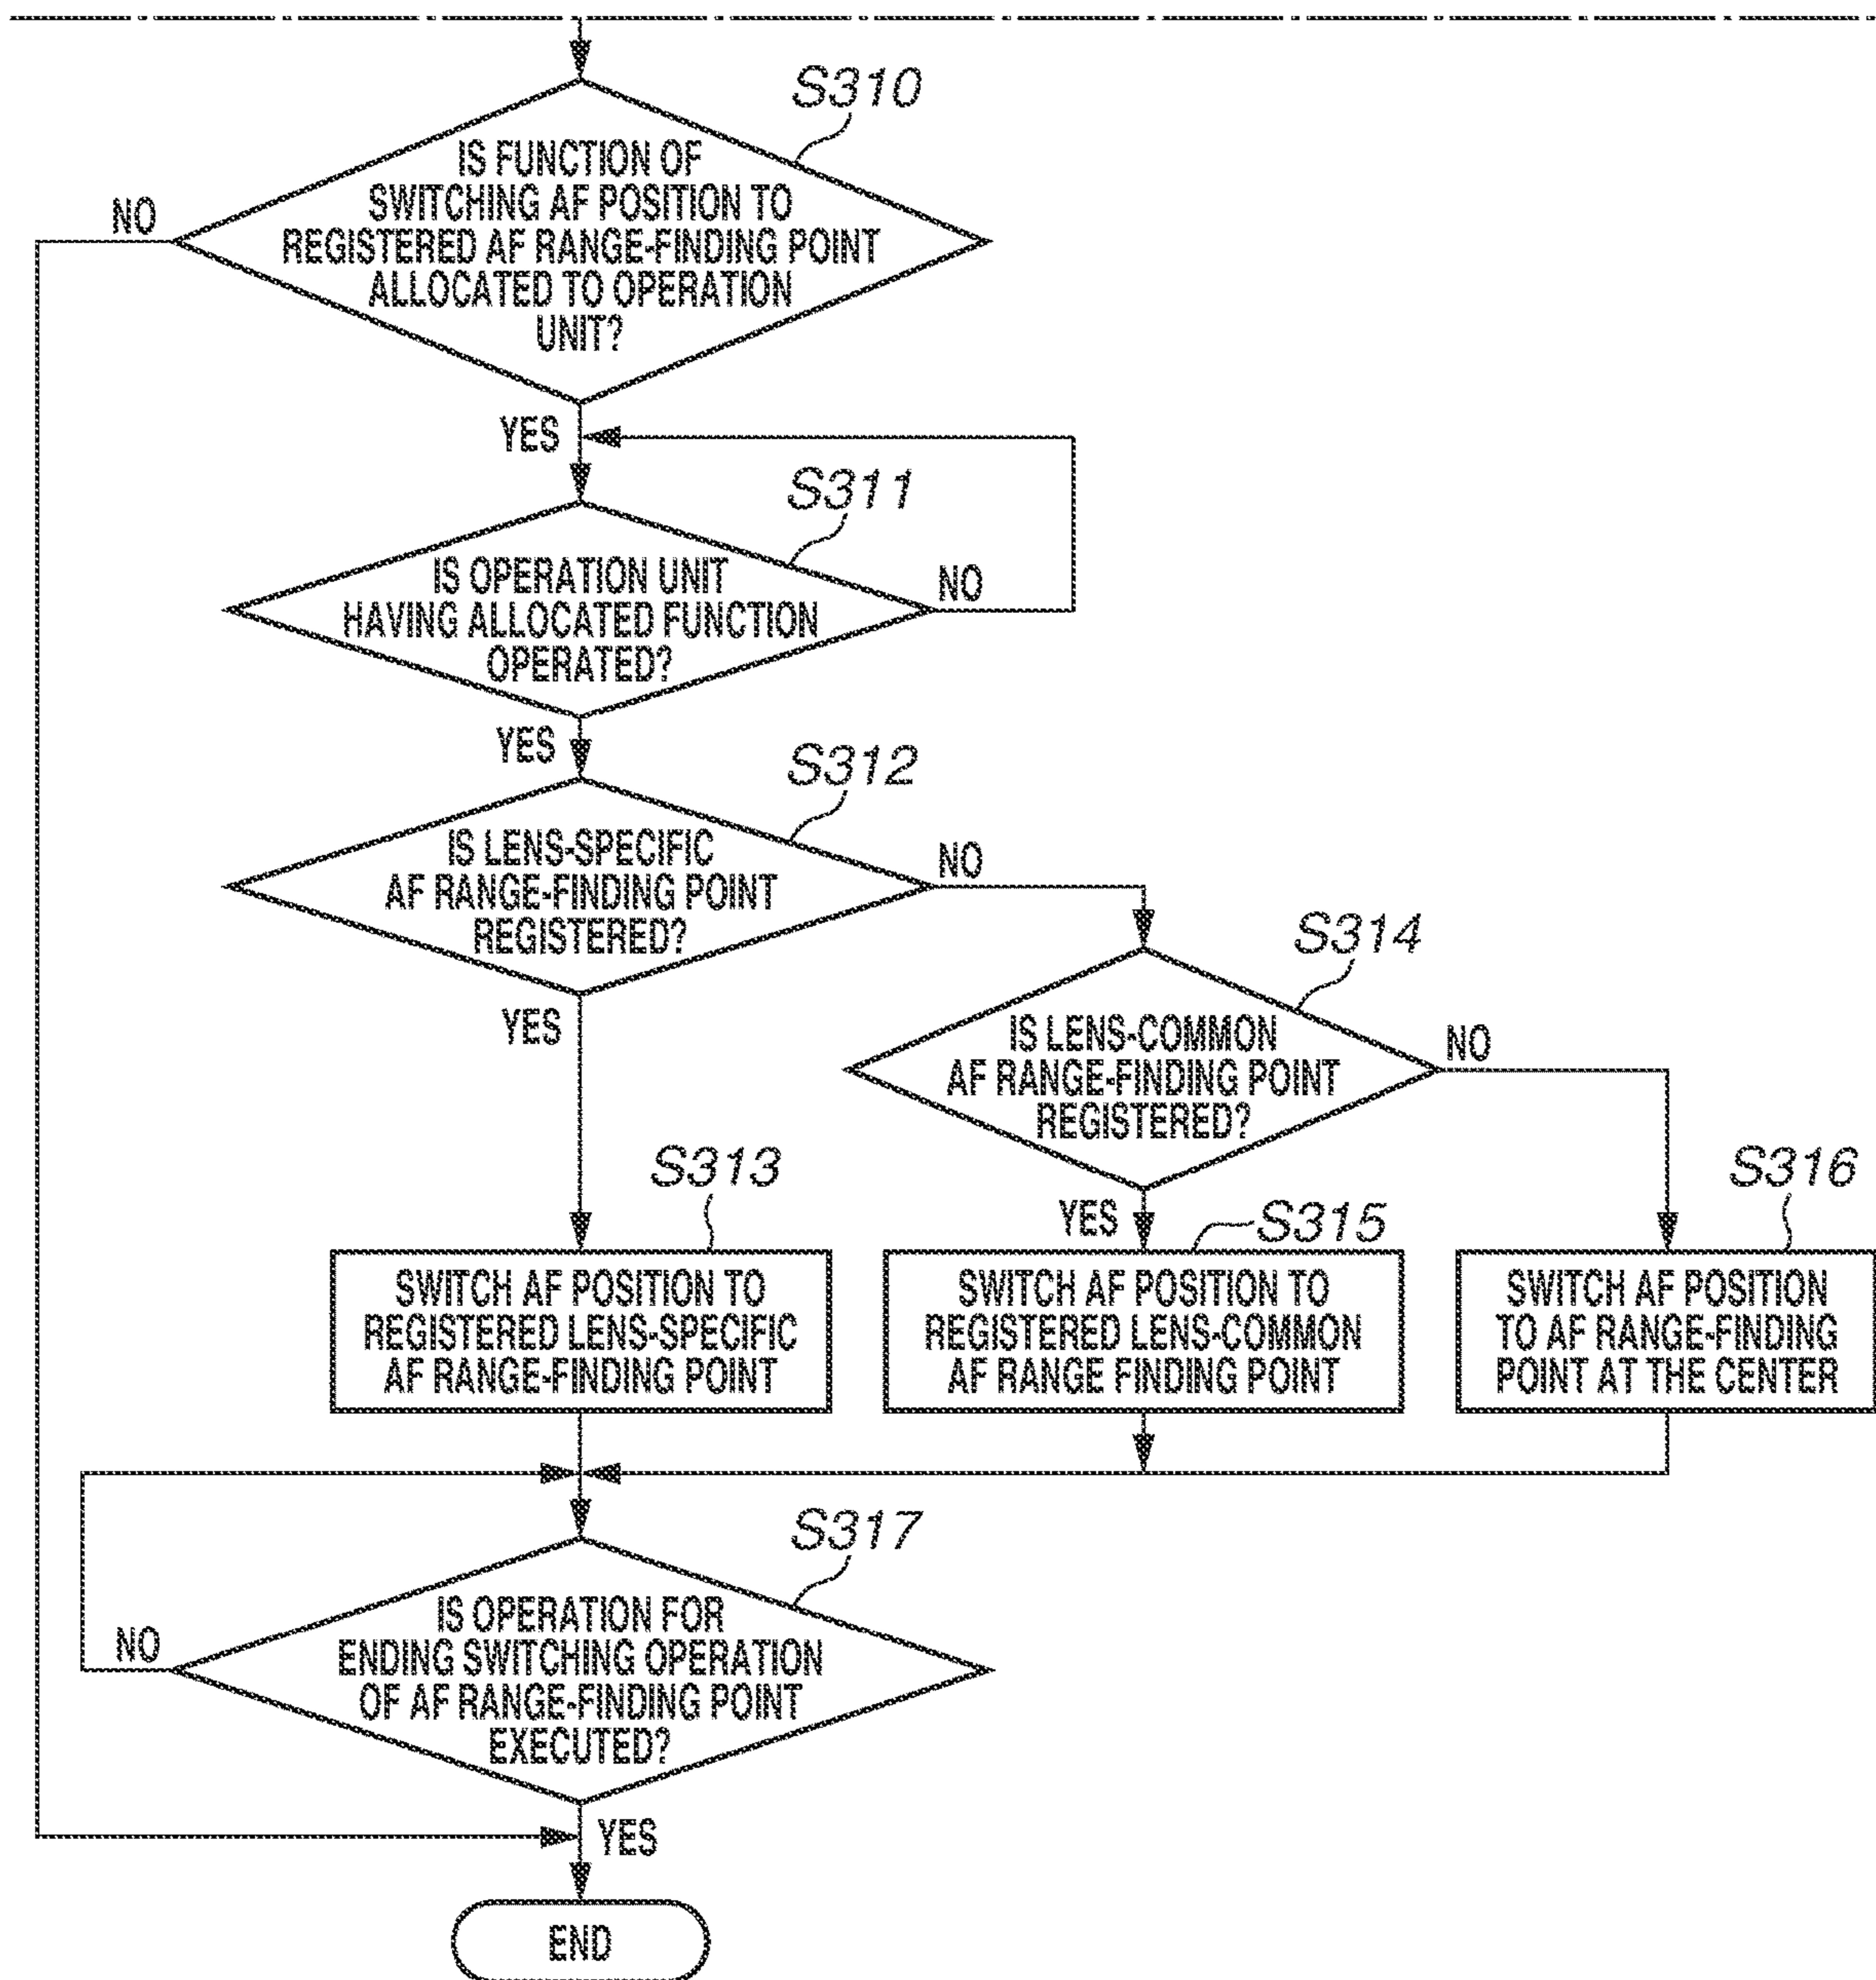 S310
IS FUNCTION OF
SWITCHING AF POSITION TO
REGISTERED AF RANGE-FINDING POINT
ALLOCATED TO OPERATION
UNIT?
NO
YES
S311
IS OPERATION UNIT
HAVING ALLOCATED FUNCTION
OPERATED?
NO
YES
S312
IS LENS-SPECIFIC
AF RANGE-FINDING POINT
REGISTERED?
NO
YES
S314
IS LENS-COMMON
AF RANGE-FINDING POINT
REGISTERED?
NO
YES
S313
SWITCH AF POSITION TO
REGISTERED LENS-SPECIFIC
AF RANGE-FINDING POINT
S315
SWITCH AF POSITION TO
REGISTERED LENS-COMMON
AF RANGE FINDING POINT
S316
SWITCH AF POSITION
TO AF RANGE-FINDING
POINT AT THE CENTER
S317
IS OPERATION FOR
ENDING SWITCHING OPERATION
OF AF RANGE-FINDING POINT
EXECUTED?
NO
YES
END